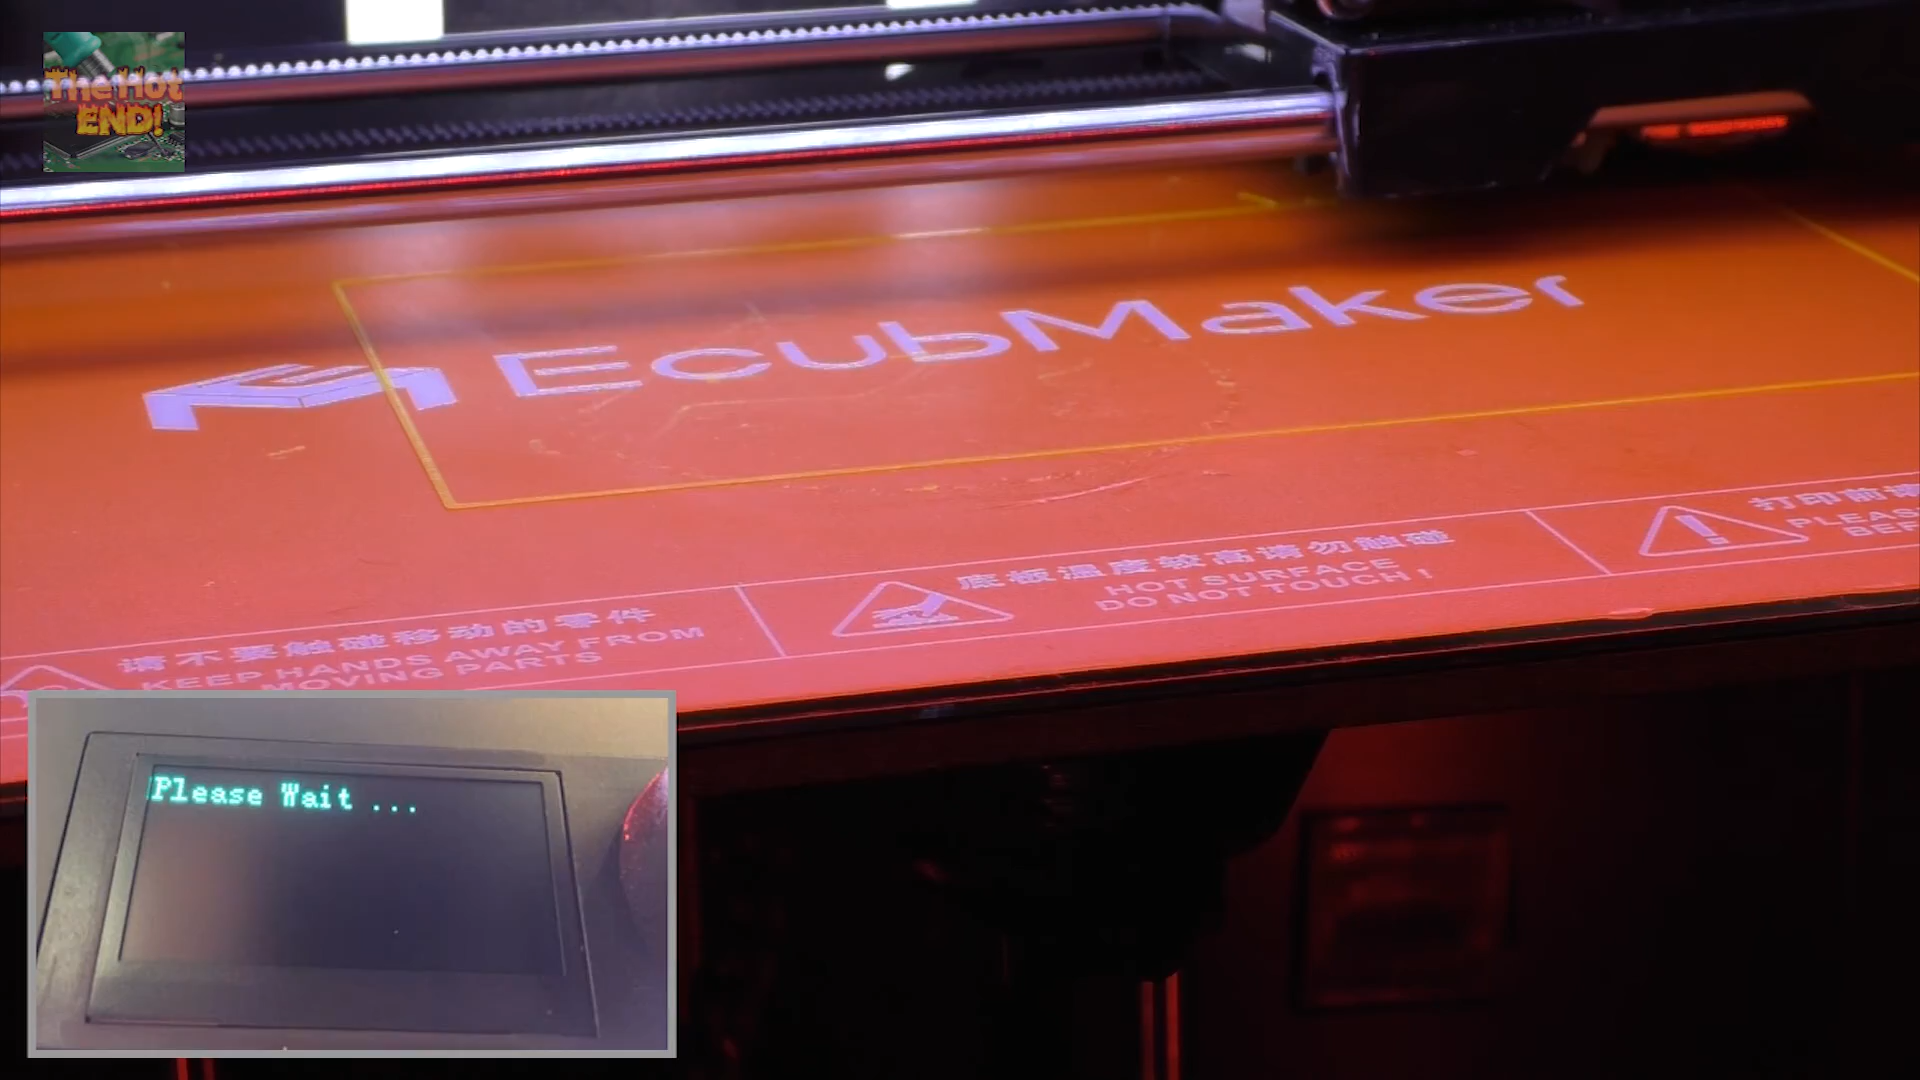 The Hot
END!
EcubMaker
请不要触碰移动的零件
KEEP HANDS AWAY FROM
MOVING PARTS
底板温度较高请勿触碰
HOT SURFACE
DO NOT TOUCH !
打印前请
PLEAS
BEF
Please Wait ...